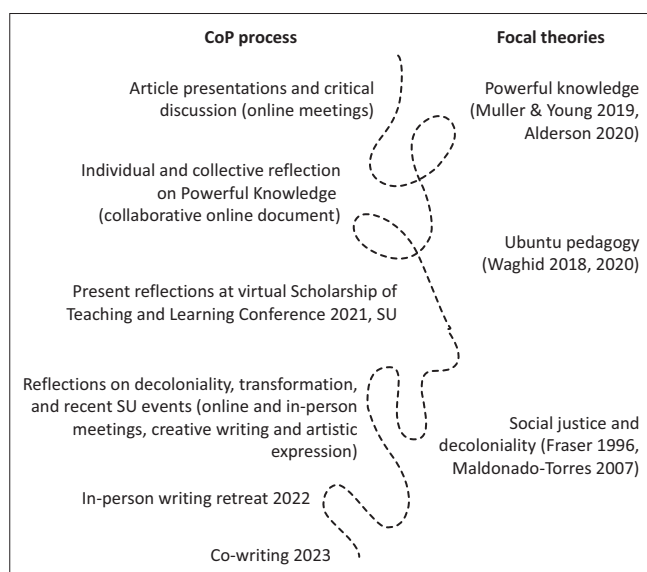 CoP process
Article presentations and critical
discussion (online meetings)
Individual and collective reflection
on Powerful Knowledge
(collaborative online document)
Present reflections at virtual Scholarship of
Teaching and Learning Conference 2021, SU
Reflections on decoloniality, transformation,
and recent SU events (online and in-person
meetings, creative writing and artistic
expression)
In-person writing retreat 2022
Co-writing 2023
Focal theories
Powerful knowledge
(Muller & Young 2019,
Alderson 2020)
Ubuntu pedagogy
(Waghid 2018, 2020)
Social justice and
decoloniality (Fraser 1996,
Maldonado-Torres 2007)